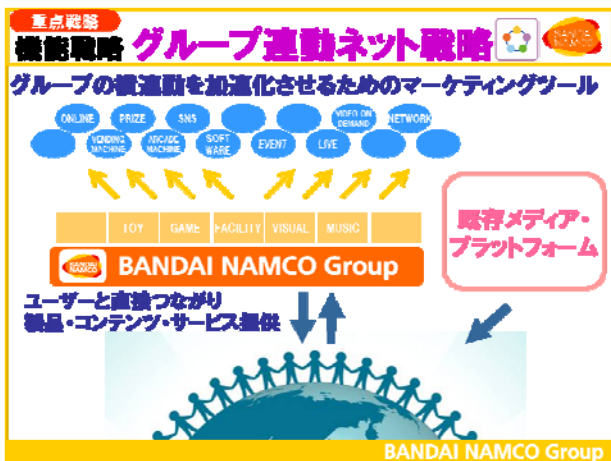 重点戦略
機能戦略 グループ連動ネット戦略
BANDAI NAMCO
グループの横連動を加速化させるためのマーケティングツール
ONLINE PRIZE SNS VIDEO ON DEMAND NETWORK
VENDING MACHINE ARCADE MACHINE SOFT WARE EVENT LIVE
TOY GAME FACILITY VISUAL MUSIC
BANDAI NAMCO
BANDAI NAMCO Group
既存メディア・
プラットフォーム
ユーザーと直接つながり
製品・コンテンツ・サービス提供
BANDAI NAMCO Group